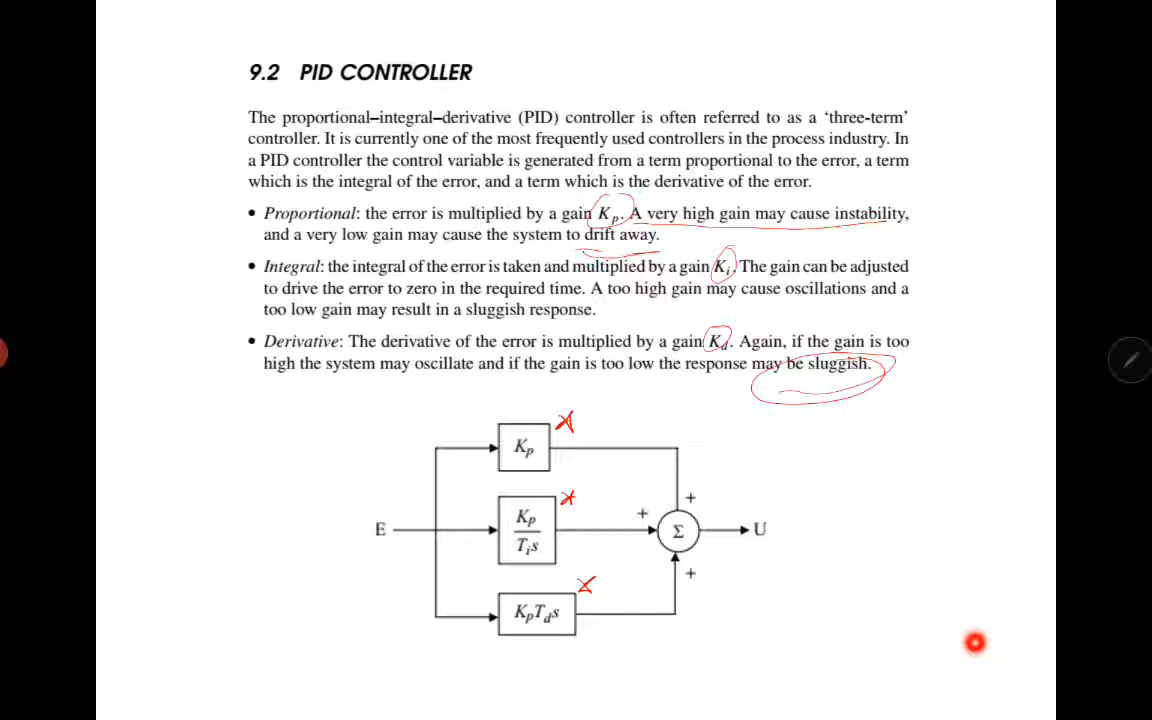 9.2 PID CONTROLLER
The proportional–integral–derivative (PID) controller is often referred to as a ‘three-term’
controller. It is currently one of the most frequently used controllers in the process industry. In
a PID controller the control variable is generated from a term proportional to the error, a term
which is the integral of the error, and a term which is the derivative of the error.
• Proportional: the error is multiplied by a gain Kp. A very high gain may cause instability,
and a very low gain may cause the system to drift away.
• Integral: the integral of the error is taken and multiplied by a gain Ki. The gain can be adjusted
to drive the error to zero in the required time. A too high gain may cause oscillations and a
too low gain may result in a sluggish response.
• Derivative: The derivative of the error is multiplied by a gain Kd. Again, if the gain is too
high the system may oscillate and if the gain is too low the response may be sluggish.
Kp
+
E
Kp
Tis
+
Σ
U
+
KpTds